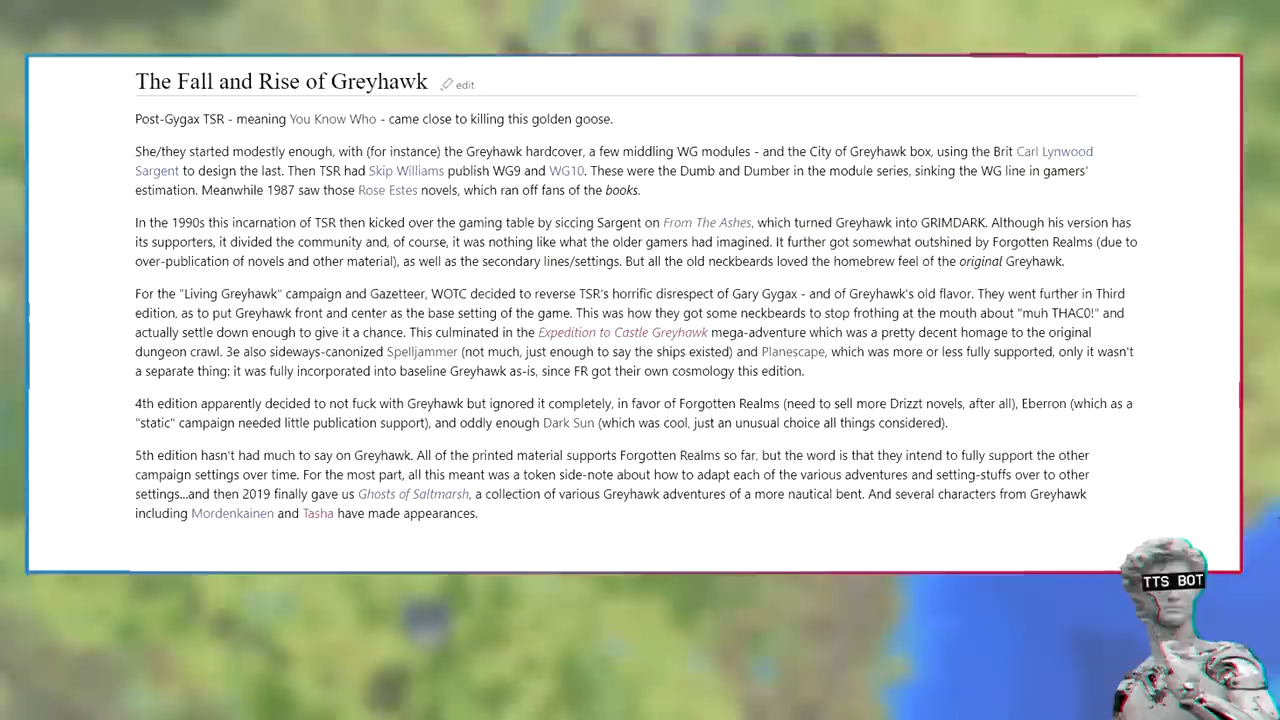 The Fall and Rise of Greyhawk edit
Post-Gygax TSR - meaning You Know Who - came close to killing this golden goose.
She/they started modestly enough, with (for instance) the Greyhawk hardcover, a few middling WG modules - and the City of Greyhawk box, using the Brit Carl Lynwood
Sargent to design the last. Then TSR had Skip Williams publish WG9 and WG10. These were the Dumb and Dumber in the module series, sinking the WG line in gamers'
estimation. Meanwhile 1987 saw those Rose Estes novels, which ran off fans of the books.
In the 1990s this incarnation of TSR then kicked over the gaming table by siccing Sargent on From The Ashes, which turned Greyhawk into GRIMDARK. Although his version has
its supporters, it divided the community and, of course, it was nothing like what the older gamers had imagined. It further got somewhat outshined by Forgotten Realms (due to
over-publication of novels and other material), as well as the secondary lines/settings. But all the old neckbeards loved the homebrew feel of the original Greyhawk.
For the "Living Greyhawk" campaign and Gazetteer, WOTC decided to reverse TSR's horrific disrespect of Gary Gygax - and of Greyhawk's old flavor. They went further in Third
edition, as to put Greyhawk front and center as the base setting of the game. This was how they got some neckbeards to stop frothing at the mouth about "muh THAC0!" and
actually settle down enough to give it a chance. This culminated in the Expedition to Castle Greyhawk mega-adventure which was a pretty decent homage to the original
dungeon crawl. 3e also sideways-canonized Spelljammer (not much, just enough to say the ships existed) and Planescape, which was more or less fully supported, only it wasn't
a separate thing: it was fully incorporated into baseline Greyhawk as-is, since FR got their own cosmology this edition.
4th edition apparently decided to not fuck with Greyhawk but ignored it completely, in favor of Forgotten Realms (need to sell more Drizzt novels, after all), Eberron (which as a
"static" campaign needed little publication support), and oddly enough Dark Sun (which was cool, just an unusual choice all things considered).
5th edition hasn't had much to say on Greyhawk. All of the printed material supports Forgotten Realms so far, but the word is that they intend to fully support the other
campaign settings over time. For the most part, all this meant was a token side-note about how to adapt each of the various adventures and setting-stuffs over to other
settings...and then 2019 finally gave us Ghosts of Saltmarsh, a collection of various Greyhawk adventures of a more nautical bent. And several characters from Greyhawk
including Mordenkainen and Tasha have made appearances.
TTS BOT